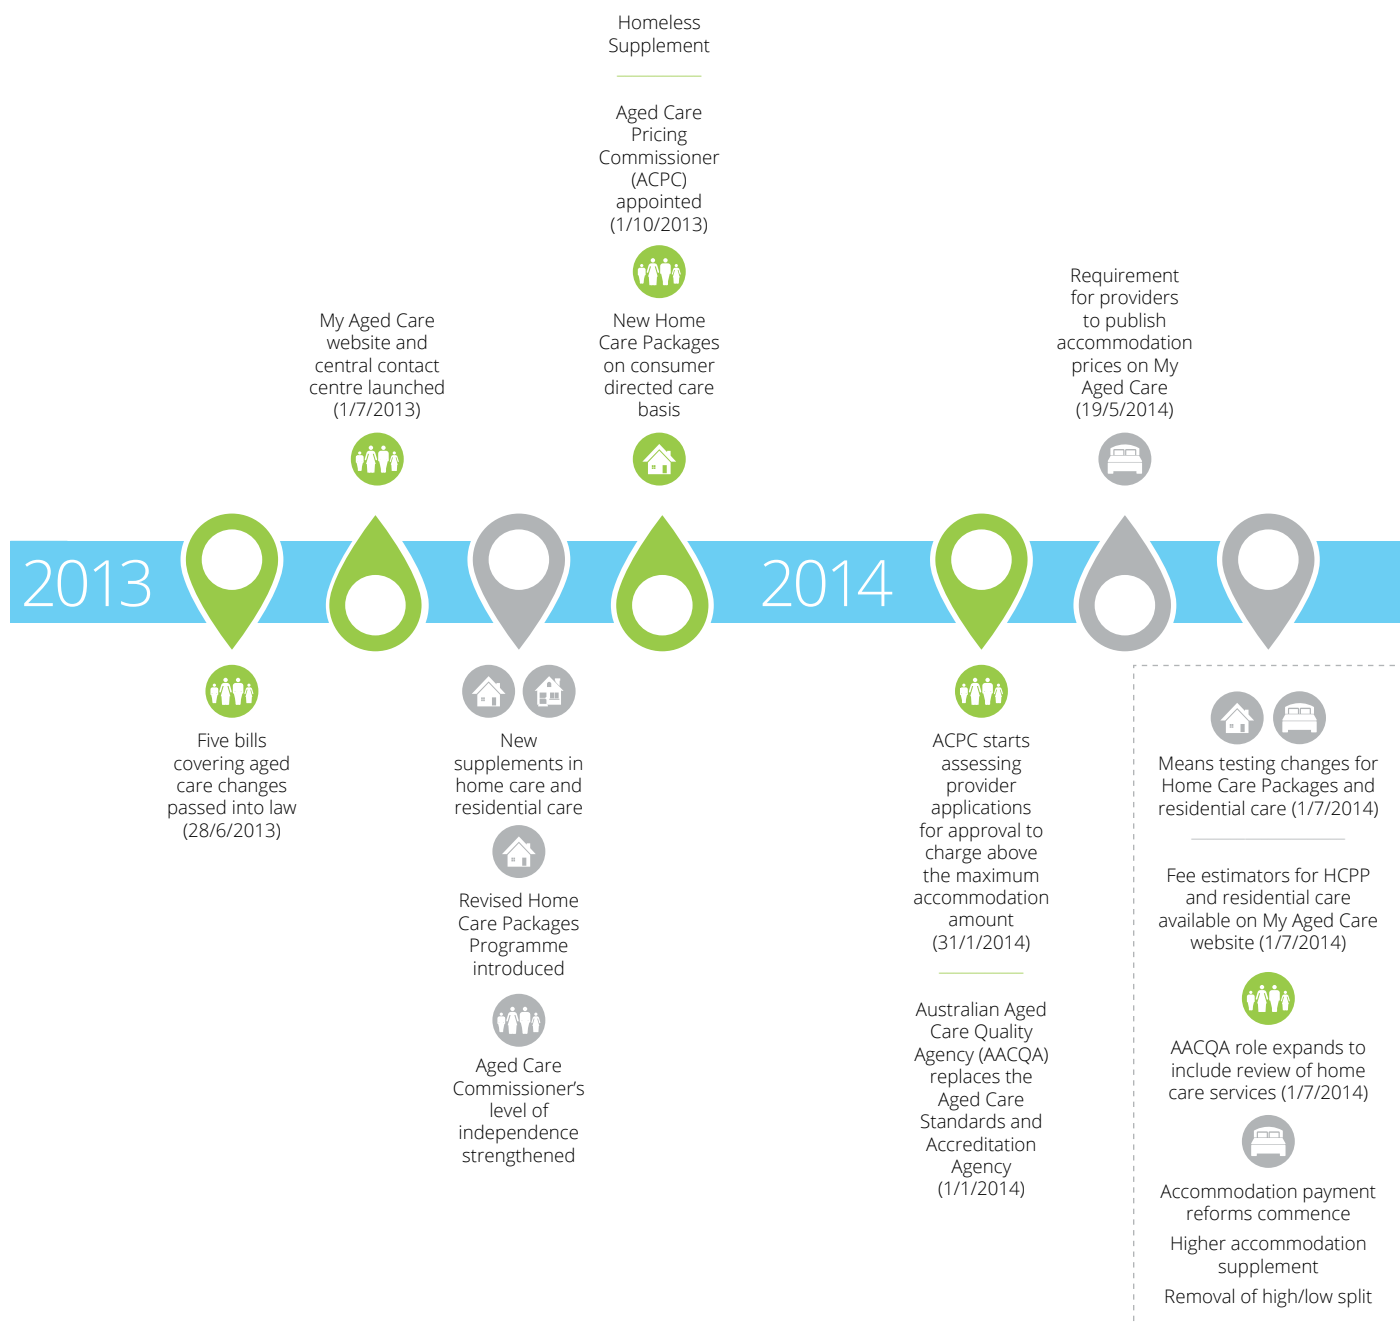 2013
Five bills
covering aged
care changes
passed into law
(28/6/2013)
My Aged Care
website and
central contact
centre launched
(1/7/2013)
New
supplements in
home care and
residential care
Revised Home
Care Packages
Programme
introduced
Aged Care
Commissioner’s
level of
independence
strengthened
Homeless
Supplement
Aged Care
Pricing
Commissioner
(ACPC)
appointed
(1/10/2013)
New Home
Care Packages
on consumer
directed care
basis
2014
ACPC starts
assessing
provider
applications
for approval to
charge above
the maximum
accommodation
amount
(31/1/2014)
Australian Aged
Care Quality
Agency (AACQA)
replaces the
Aged Care
Standards and
Accreditation
Agency
(1/1/2014)
Requirement
for providers
to publish
accommodation
prices on My
Aged Care
(19/5/2014)
Means testing changes for
Home Care Packages and
residential care (1/7/2014)
Fee estimators for HCPP
and residential care
available on My Aged Care
website (1/7/2014)
AACQA role expands to
include review of home
care services (1/7/2014)
Accommodation payment
reforms commence
Higher accommodation
supplement
Removal of high/low split